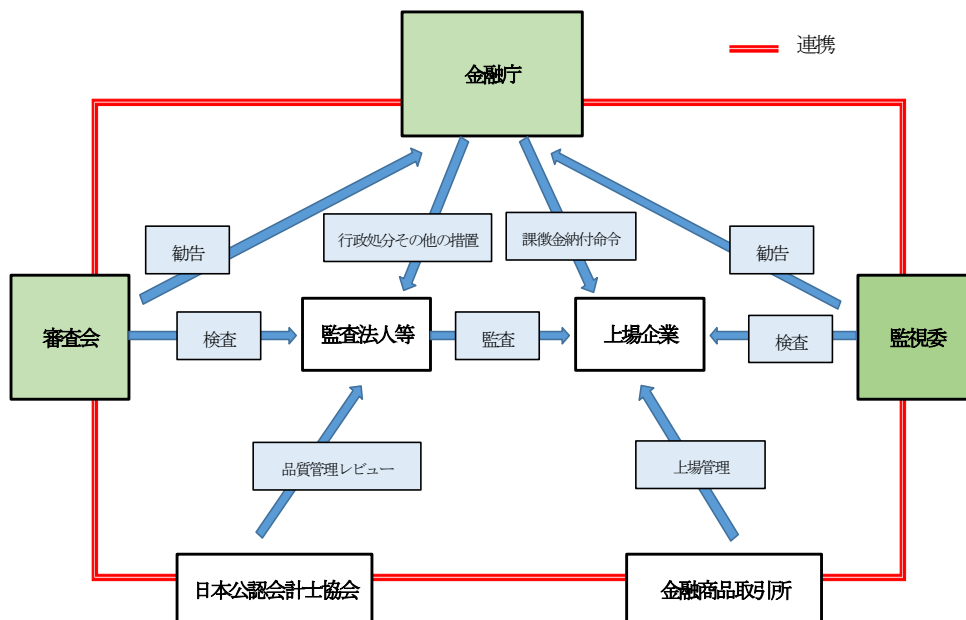 連携
金融庁
行政処分その他の措置
課徴金納付命令
勧告
勧告
審査会
検査
監査法人等
監査
上場企業
検査
監視委
品質管理レビュー
上場管理
日本公認会計士協会
金融商品取引所